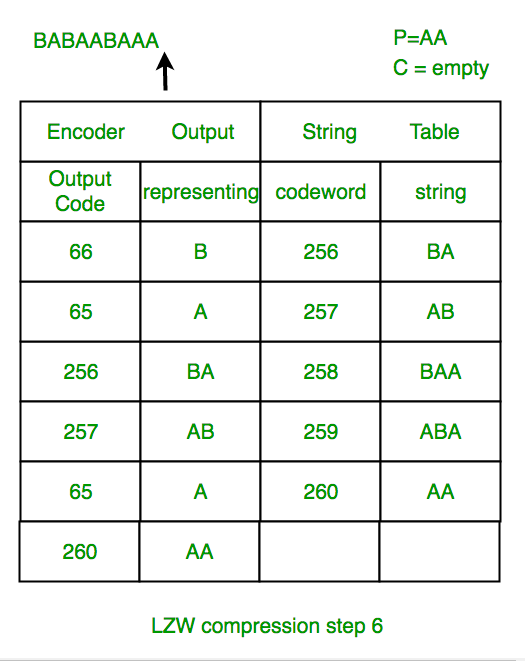 BABAABAAA
P=AA
C = empty
Encoder Output String Table
Output Code representing codeword string
66 B 256 BA
65 A 257 AB
256 BA 258 BAA
257 AB 259 ABA
65 A 260 AA
260 AA
LZW compression step 6